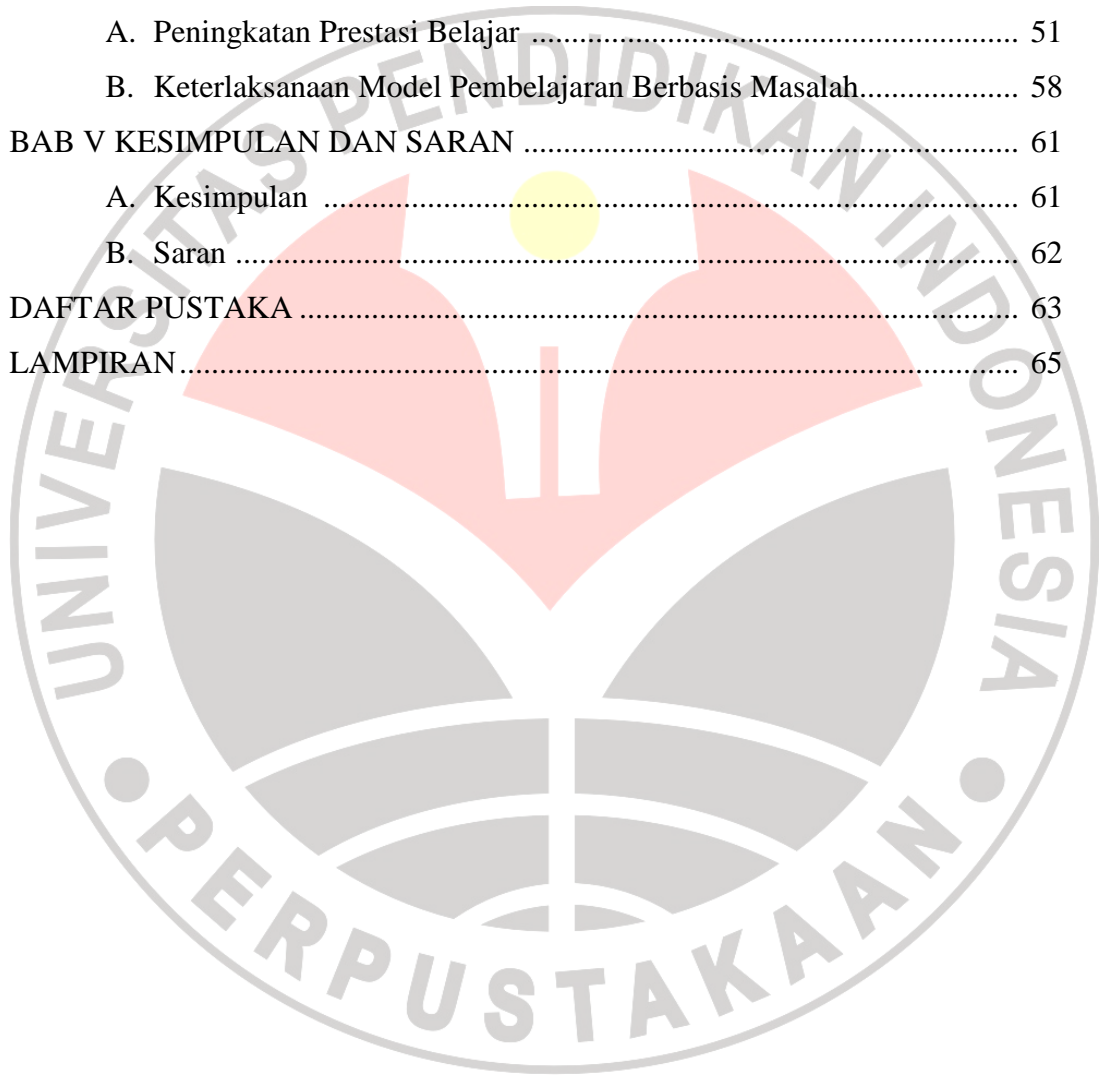 A. Peningkatan Prestasi Belajar ................................................................ 51
B. Keterlaksanaan Model Pembelajaran Berbasis Masalah..................... 58
BAB V KESIMPULAN DAN SARAN ................................................................ 61
A. Kesimpulan ............................................................................................ 61
B. Saran ........................................................................................................ 62
DAFTAR PUSTAKA .............................................................................................. 63
LAMPIRAN.............................................................................................................. 65
UNIVERSITAS PENDIDIKAN INDONESIA
PERPUSTAKAAN